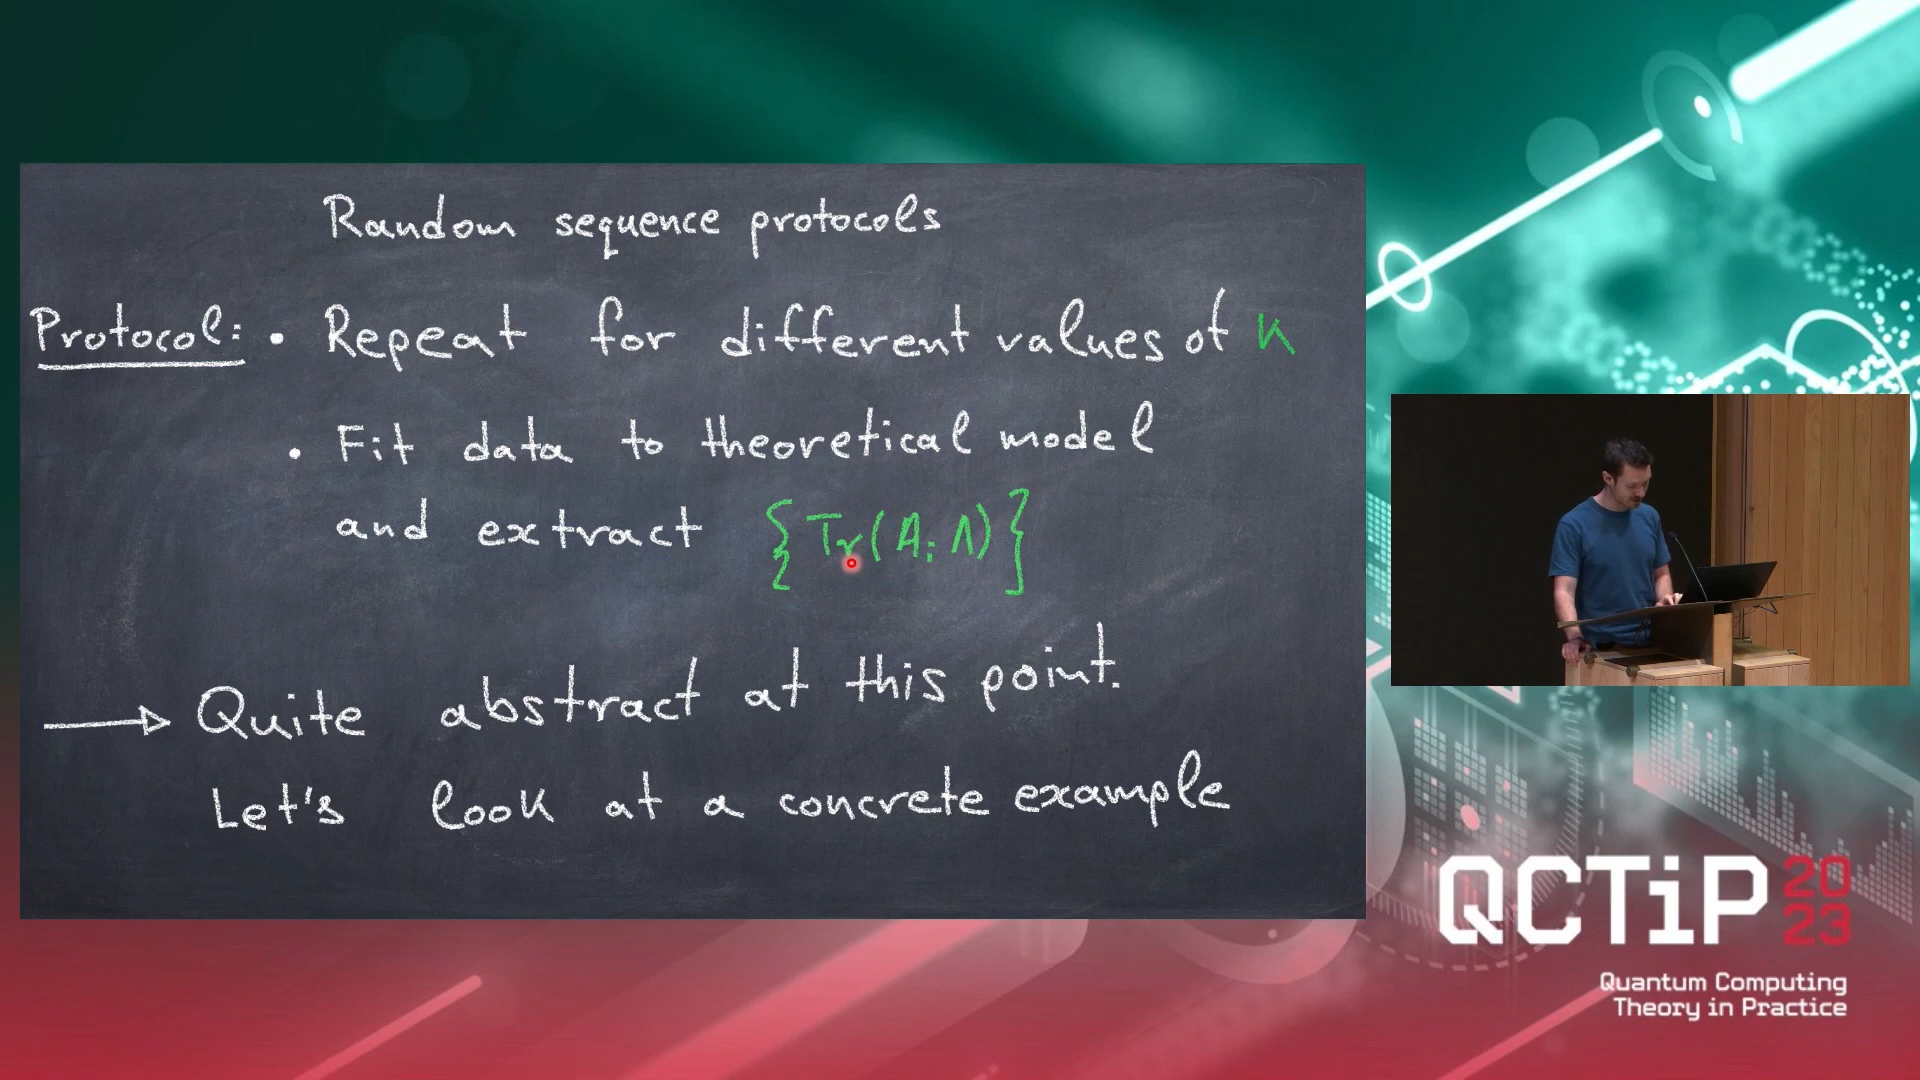 Random sequence protocols
Protocol: • Repeat for different values of K
• Fit data to theoretical model
and extract {Tr(Aᵢ Λ)}
→ Quite abstract at this point.
Let's look at a concrete example
QCTiP 2023
Quantum Computing
Theory in Practice